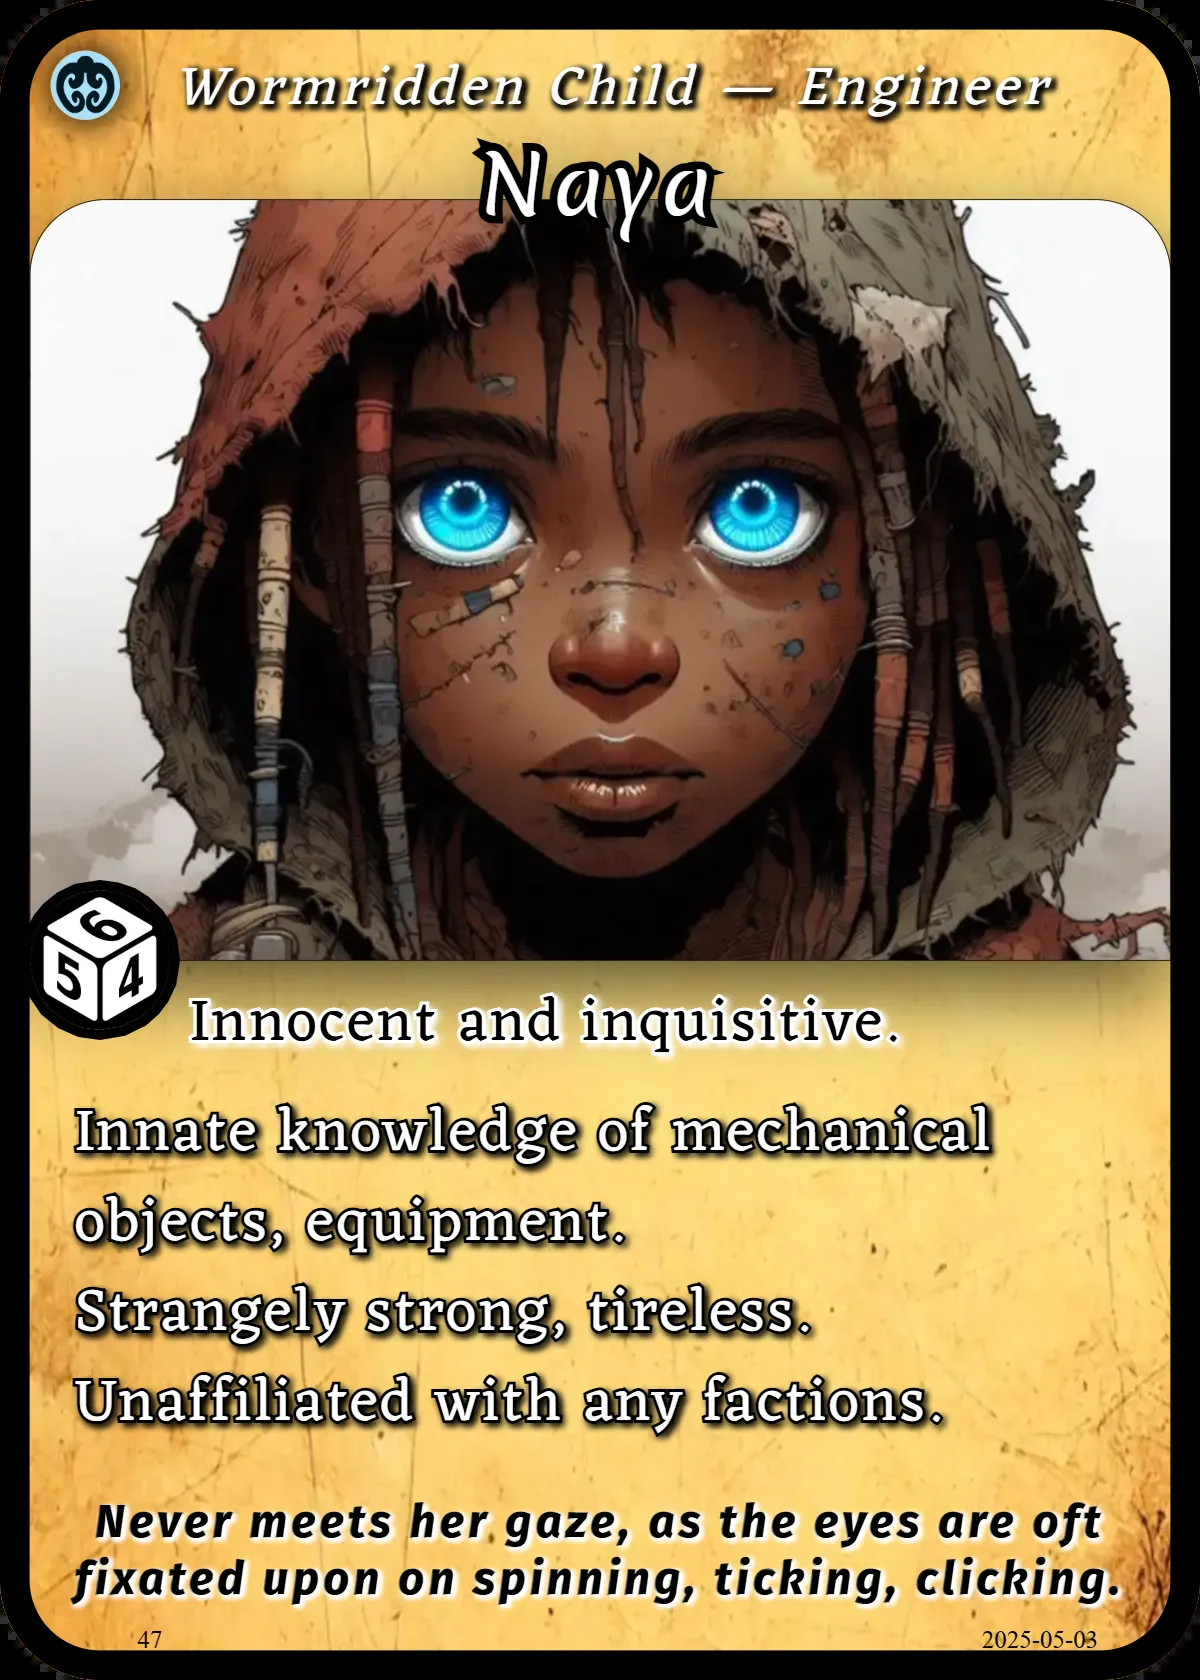 Wormridden Child — Engineer
Naya
6
5 4
Innocent and inquisitive.
Innate knowledge of mechanical
objects, equipment.
Strangely strong, tireless.
Unaffiliated with any factions.
Never meets her gaze, as the eyes are oft
fixated upon on spinning, ticking, clicking.
47 2025-05-03